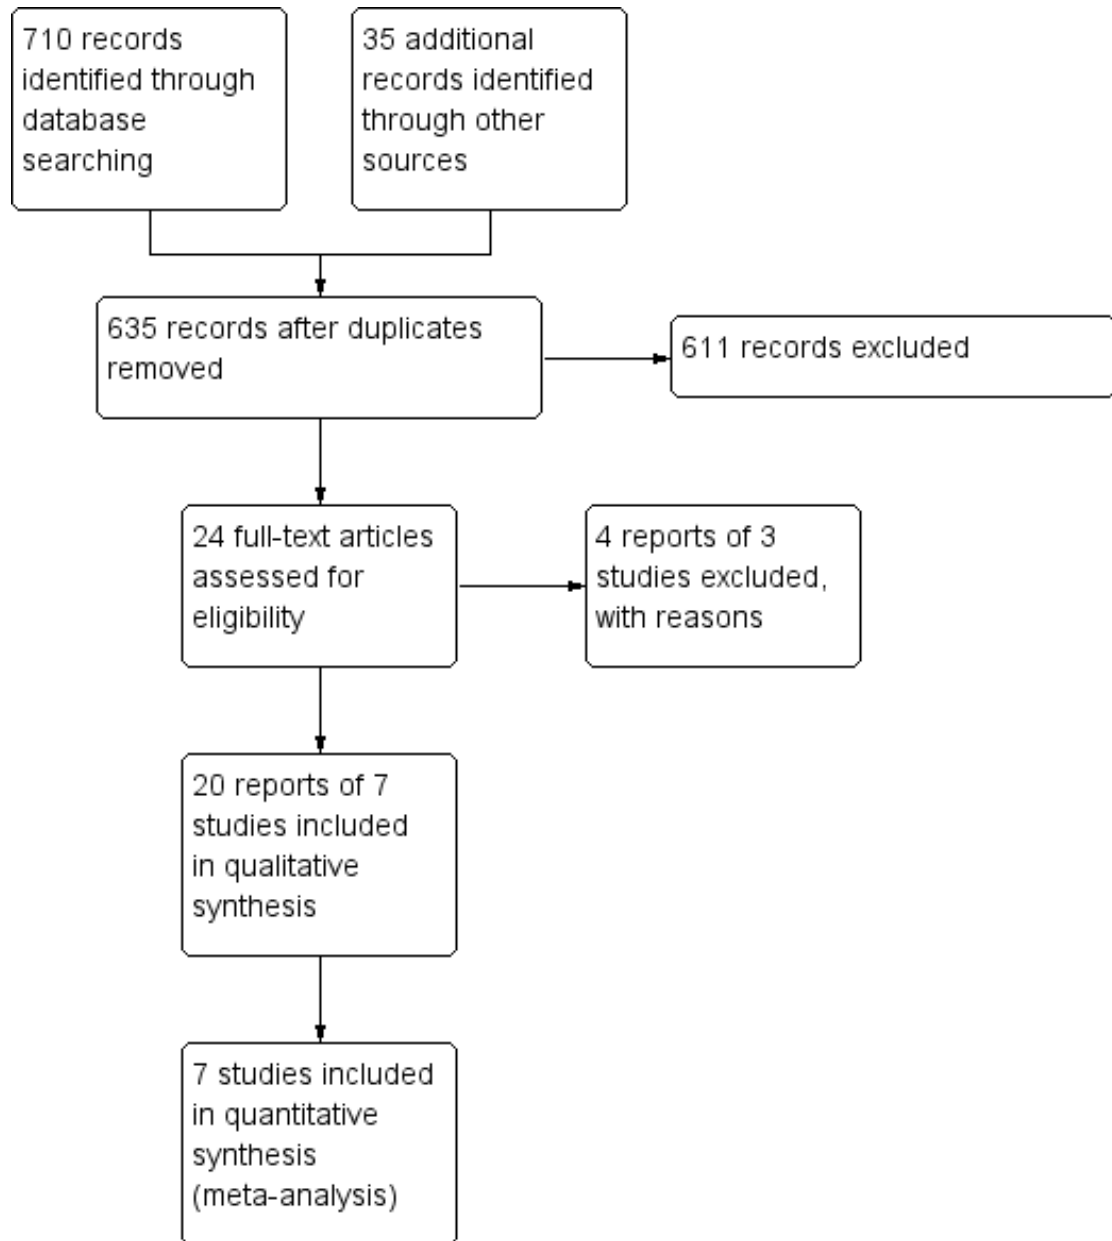 710 records
identified through
database
searching
35 additional
records identified
through other
sources
635 records after duplicates
removed
611 records excluded
24 full-text articles
assessed for
eligibility
4 reports of 3
studies excluded,
with reasons
20 reports of 7
studies included
in qualitative
synthesis
7 studies included
in quantitative
synthesis
(meta-analysis)